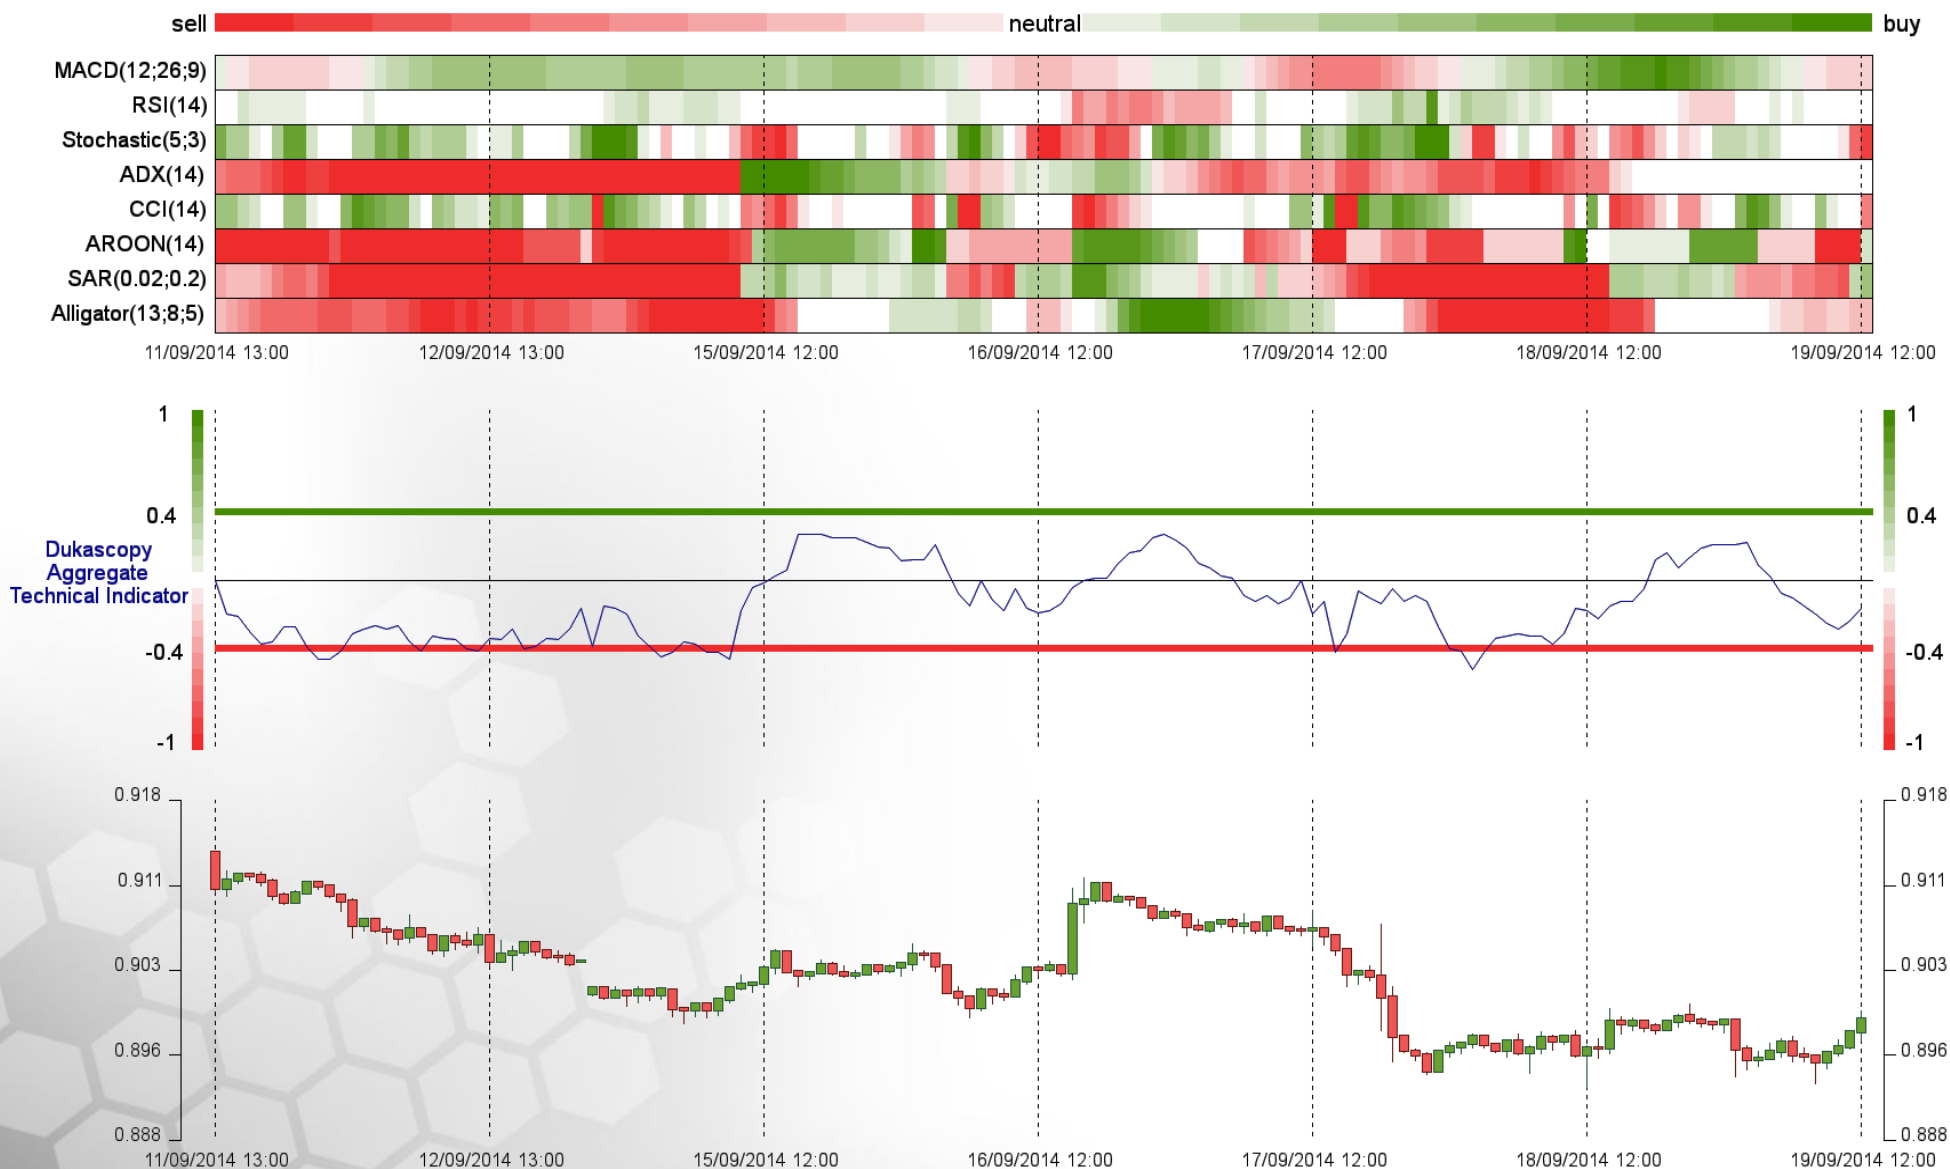 sell neutral buy
MACD(12;26;9)
RSI(14)
Stochastic(5;3)
ADX(14)
CCI(14)
AROON(14)
SAR(0.02;0.2)
Alligator(13;8;5)
11/09/2014 13:00 12/09/2014 13:00 15/09/2014 12:00 16/09/2014 12:00 17/09/2014 12:00 18/09/2014 12:00 19/09/2014 12:00
1 1
0.4 0.4
Dukascopy
Aggregate
Technical Indicator
-0.4 -0.4
-1 -1
0.918 0.918
0.911 0.911
0.903 0.903
0.896 0.896
0.888 0.888
11/09/2014 13:00 12/09/2014 13:00 15/09/2014 12:00 16/09/2014 12:00 17/09/2014 12:00 18/09/2014 12:00 19/09/2014 12:00